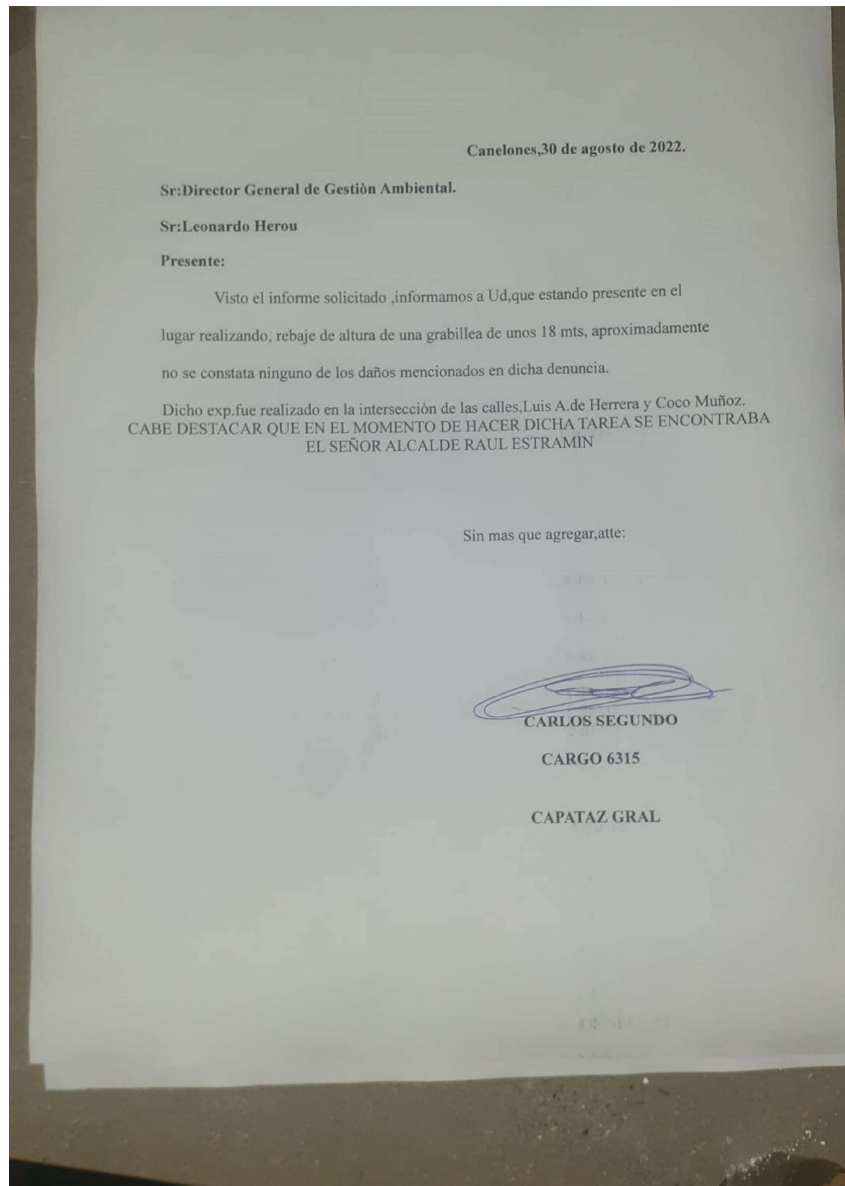 Canelones,30 de agosto de 2022.
Sr:Director General de Gestiòn Ambiental.
Sr:Leonardo Herou
Presente:
Visto el informe solicitado ,informamos a Ud,que estando presente en el
lugar realizando, rebaje de altura de una grabillea de unos 18 mts, aproximadamente
no se constata ninguno de los daños mencionados en dicha denuncia.
Dicho exp.fue realizado en la intersecciòn de las calles,Luis A.de Herrera y Coco Muñoz.
CABE DESTACAR QUE EN EL MOMENTO DE HACER DICHA TAREA SE ENCONTRABA
EL SEÑOR ALCALDE RAUL ESTRAMIN
Sin mas que agregar,atte:
CARLOS SEGUNDO
CARGO 6315
CAPATAZ GRAL